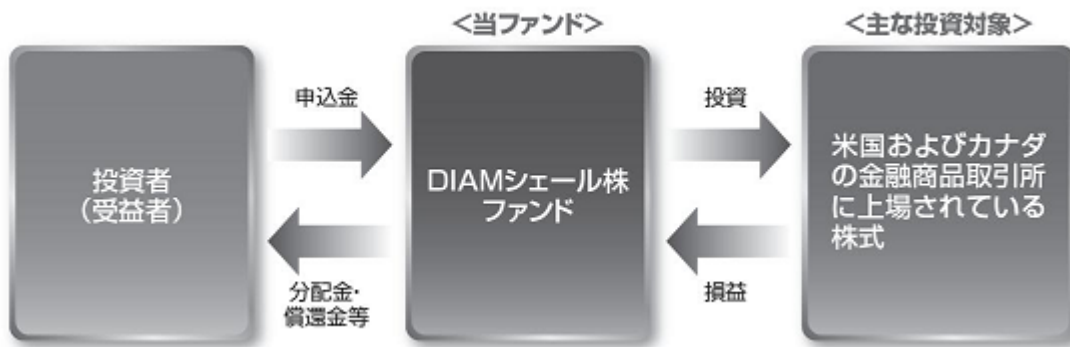 ＜当ファンド＞
＜主な投資対象＞
投資者
（受益者）
申込金
分配金・
償還金等
DIAMシェール株
ファンド
投資
損益
米国およびカナダ
の金融商品取引所
に上場されている
株式